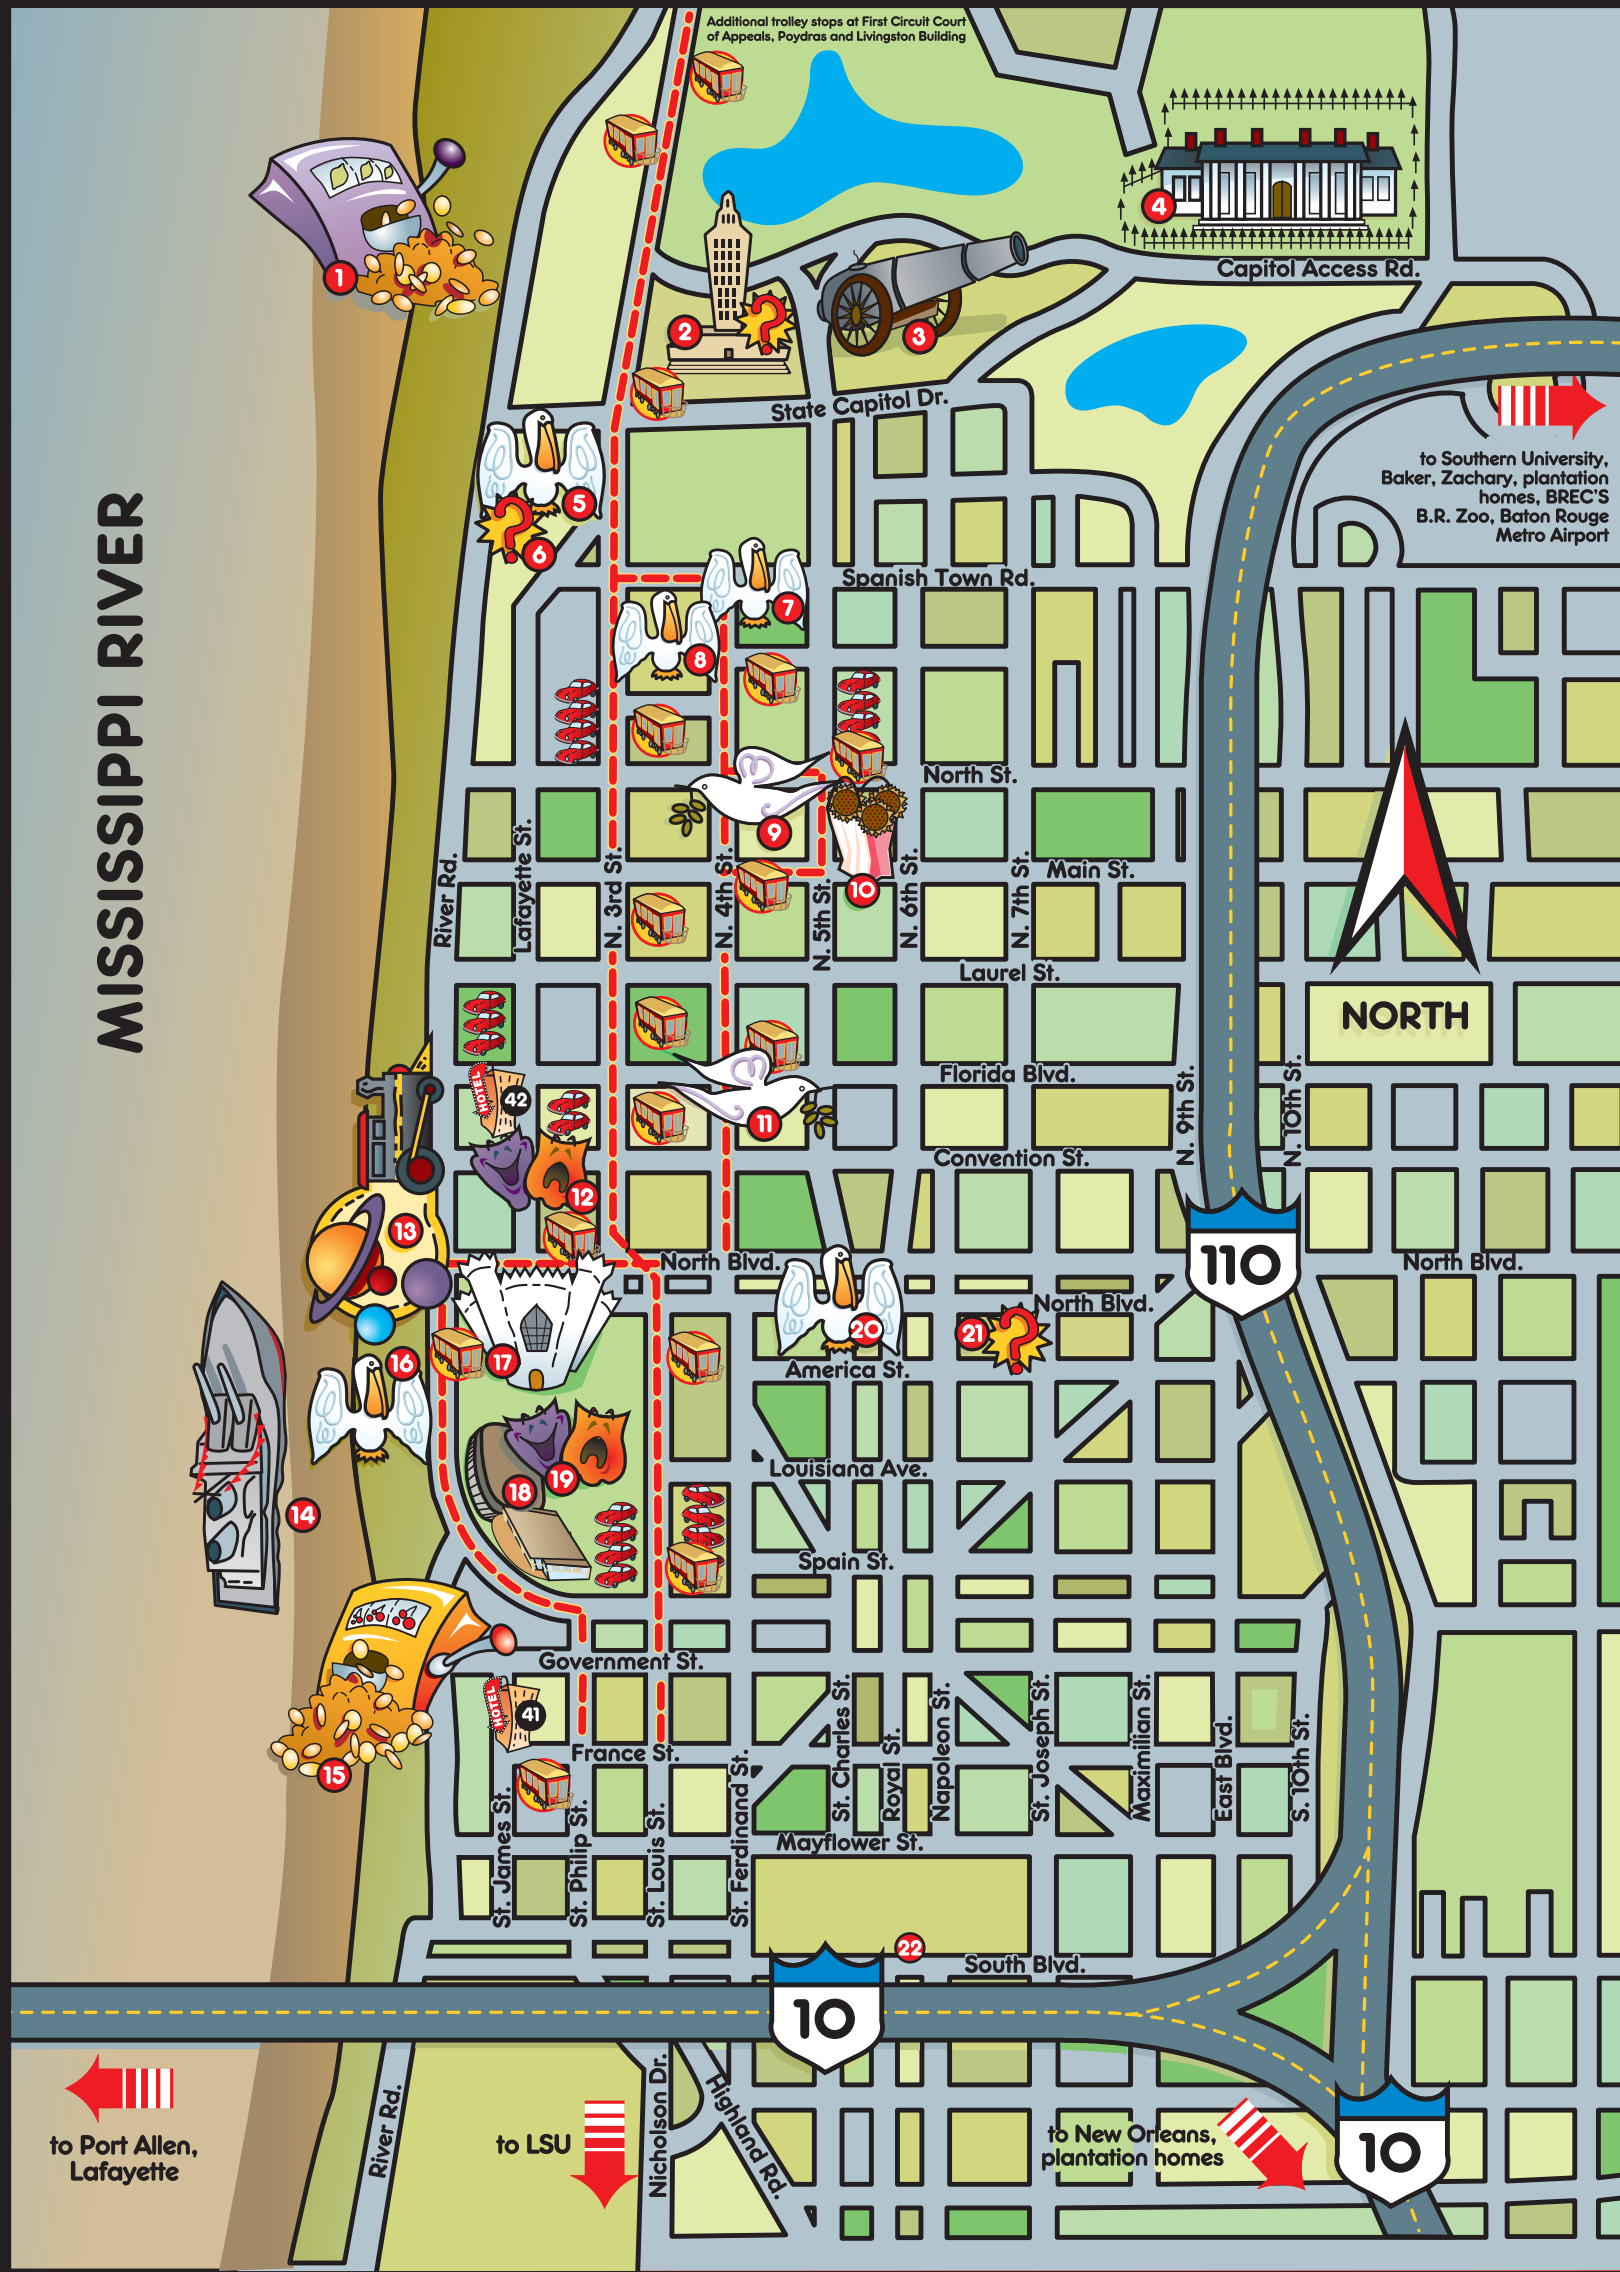 Additional trolley stops at First Circuit Court
of Appeals, Poydras and Livingston Building
1
4
Capitol Access Rd.
2
?
3
State Capitol Dr.
to Southern University,
Baker, Zachary, plantation
homes, BREC'S
B.R. Zoo, Baton Rouge
Metro Airport
5
?
6
MISSISSIPPI RIVER
Spanish Town Rd.
7
8
North St.
9
10
Main St.
River Rd.
Lafayette St.
N. 3rd St.
N. 4th St.
N. 5th St.
N. 6th St.
N. 7th St.
Laurel St.
NORTH
HOTEL
42
Florida Blvd.
11
N. 9th St.
N. 10th St.
Convention St.
12
13
North Blvd.
110
North Blvd.
North Blvd.
20
21
?
16
17
America St.
Louisiana Ave.
18
19
14
Spain St.
Government St.
HOTEL
41
15
France St.
St. James St.
St. Philip St.
St. Louis St.
St. Ferdinand St.
St. Charles St.
Royal St.
Napoleon St.
St. Joseph St.
Maximilian St.
East Blvd.
S. 10th St.
Mayflower St.
22
South Blvd.
10
to Port Allen,
Lafayette
River Rd.
to LSU
Nicholson Dr.
Highland Rd.
to New Orleans,
plantation homes
10